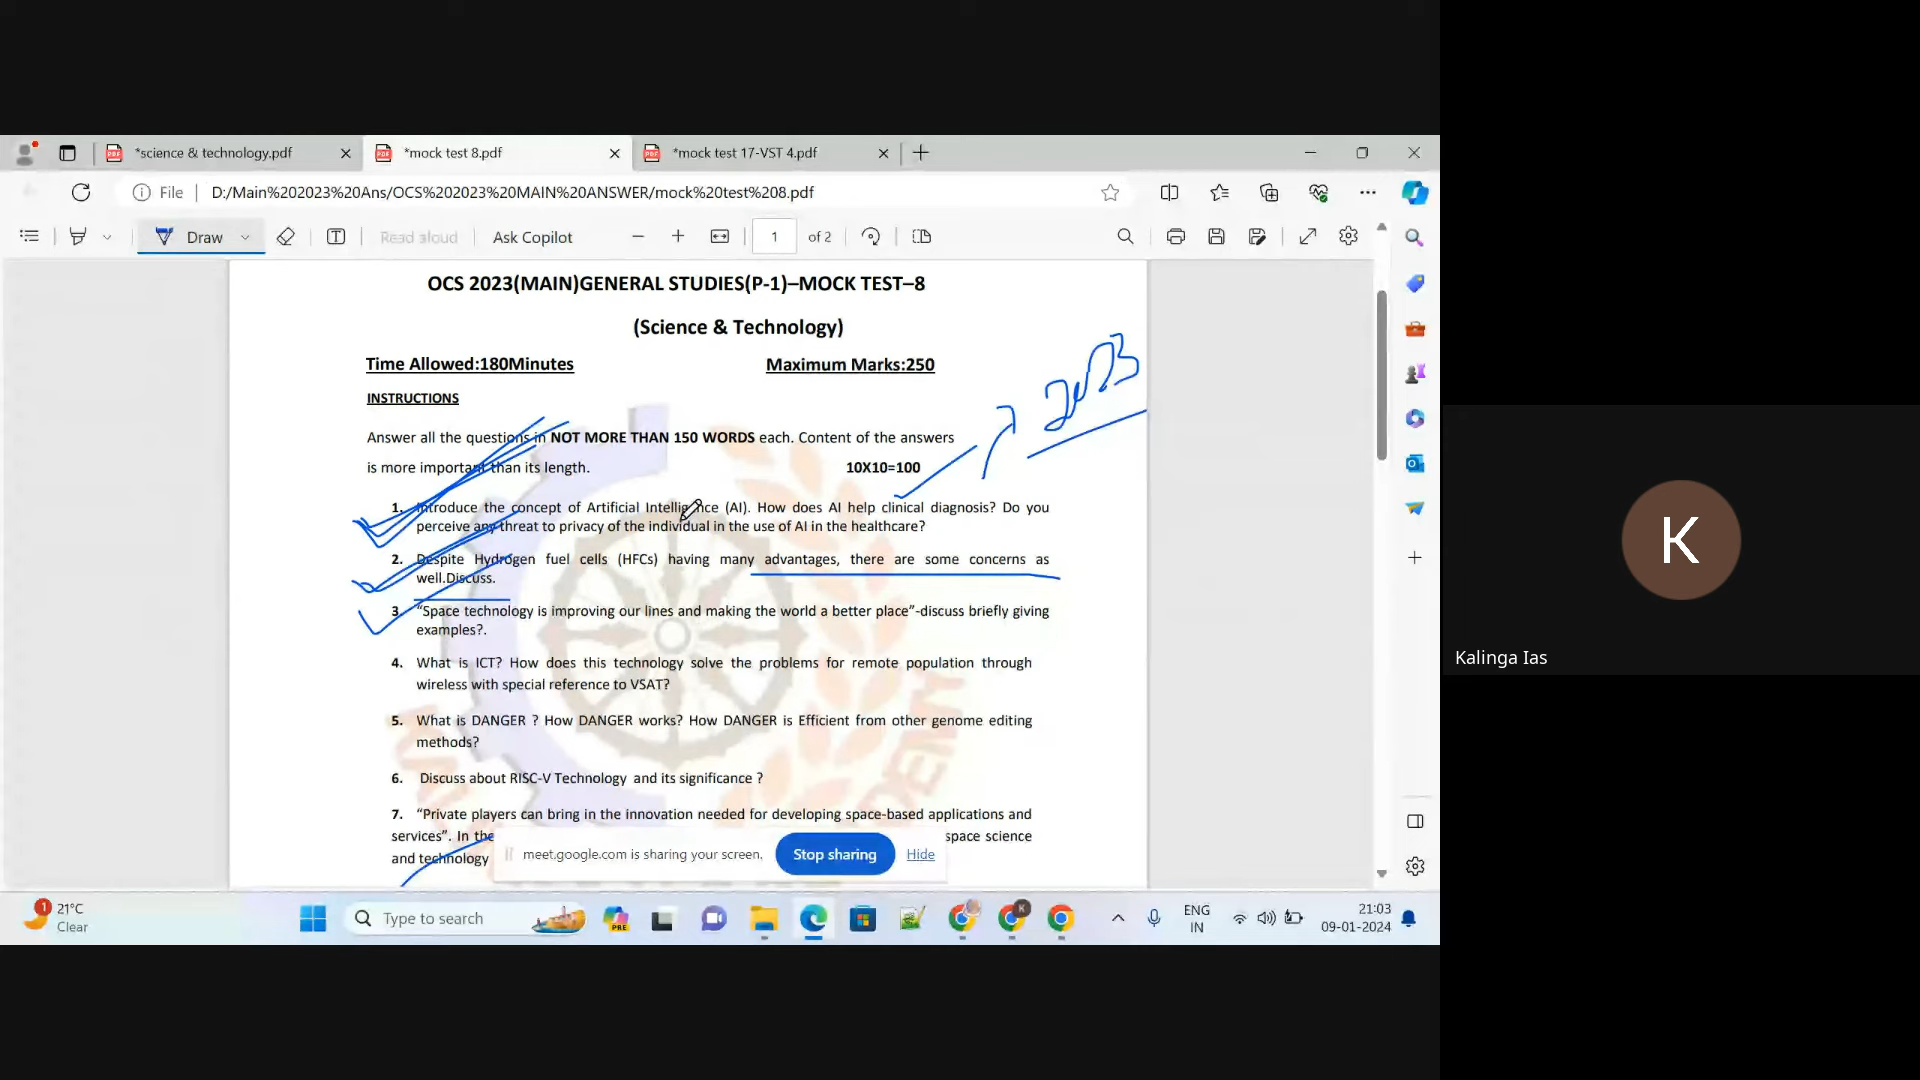 *science & technology.pdf
*mock test 8.pdf
*mock test 17-VST 4.pdf
File
D:/Main%202023%20Ans/OCS%202023%20MAIN%20ANSWER/mock%20test%208.pdf
Draw
Read aloud
Ask Copilot
1
of 2
OCS 2023(MAIN)GENERAL STUDIES(P-1)–MOCK TEST–8
(Science & Technology)
Time Allowed:180Minutes
Maximum Marks:250
2023
INSTRUCTIONS
Answer all the questions in NOT MORE THAN 150 WORDS each. Content of the answers
is more important than its length.
10X10=100
1. Introduce the concept of Artificial Intelligence (AI). How does AI help clinical diagnosis? Do you
perceive any threat to privacy of the individual in the use of AI in the healthcare?
2. Despite Hydrogen fuel cells (HFCs) having many advantages, there are some concerns as
well.Discuss.
3. “Space technology is improving our lines and making the world a better place”-discuss briefly giving
examples?.
4. What is ICT? How does this technology solve the problems for remote population through
wireless with special reference to VSAT?
5. What is DANGER ? How DANGER works? How DANGER is Efficient from other genome editing
methods?
6. Discuss about RISC-V Technology and its significance ?
7. “Private players can bring in the innovation needed for developing space-based applications and
services”. In the
space science
and technology
meet.google.com is sharing your screen.
Stop sharing
Hide
K
Kalinga Ias
1
21°C
Clear
Type to search
PRE
K
ENG
IN
21:03
09-01-2024